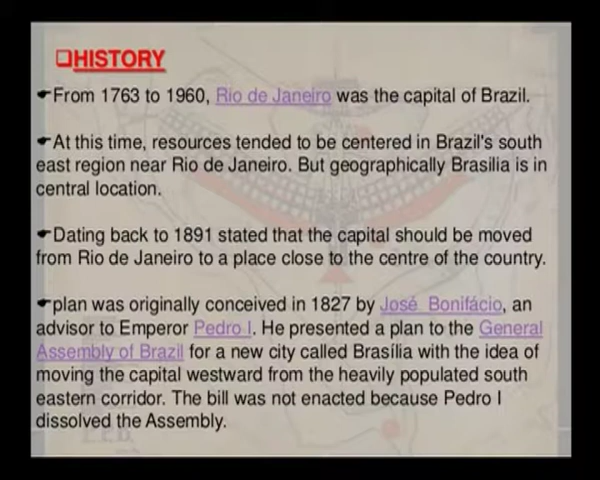 ❑HISTORY
☛From 1763 to 1960, Rio de Janeiro was the capital of Brazil.
☛At this time, resources tended to be centered in Brazil's south
east region near Rio de Janeiro. But geographically Brasília is in
central location.
☛Dating back to 1891 stated that the capital should be moved
from Rio de Janeiro to a place close to the centre of the country.
☛plan was originally conceived in 1827 by José Bonifácio, an
advisor to Emperor Pedro I. He presented a plan to the General
Assembly of Brazil for a new city called Brasília with the idea of
moving the capital westward from the heavily populated south
eastern corridor. The bill was not enacted because Pedro I
dissolved the Assembly.